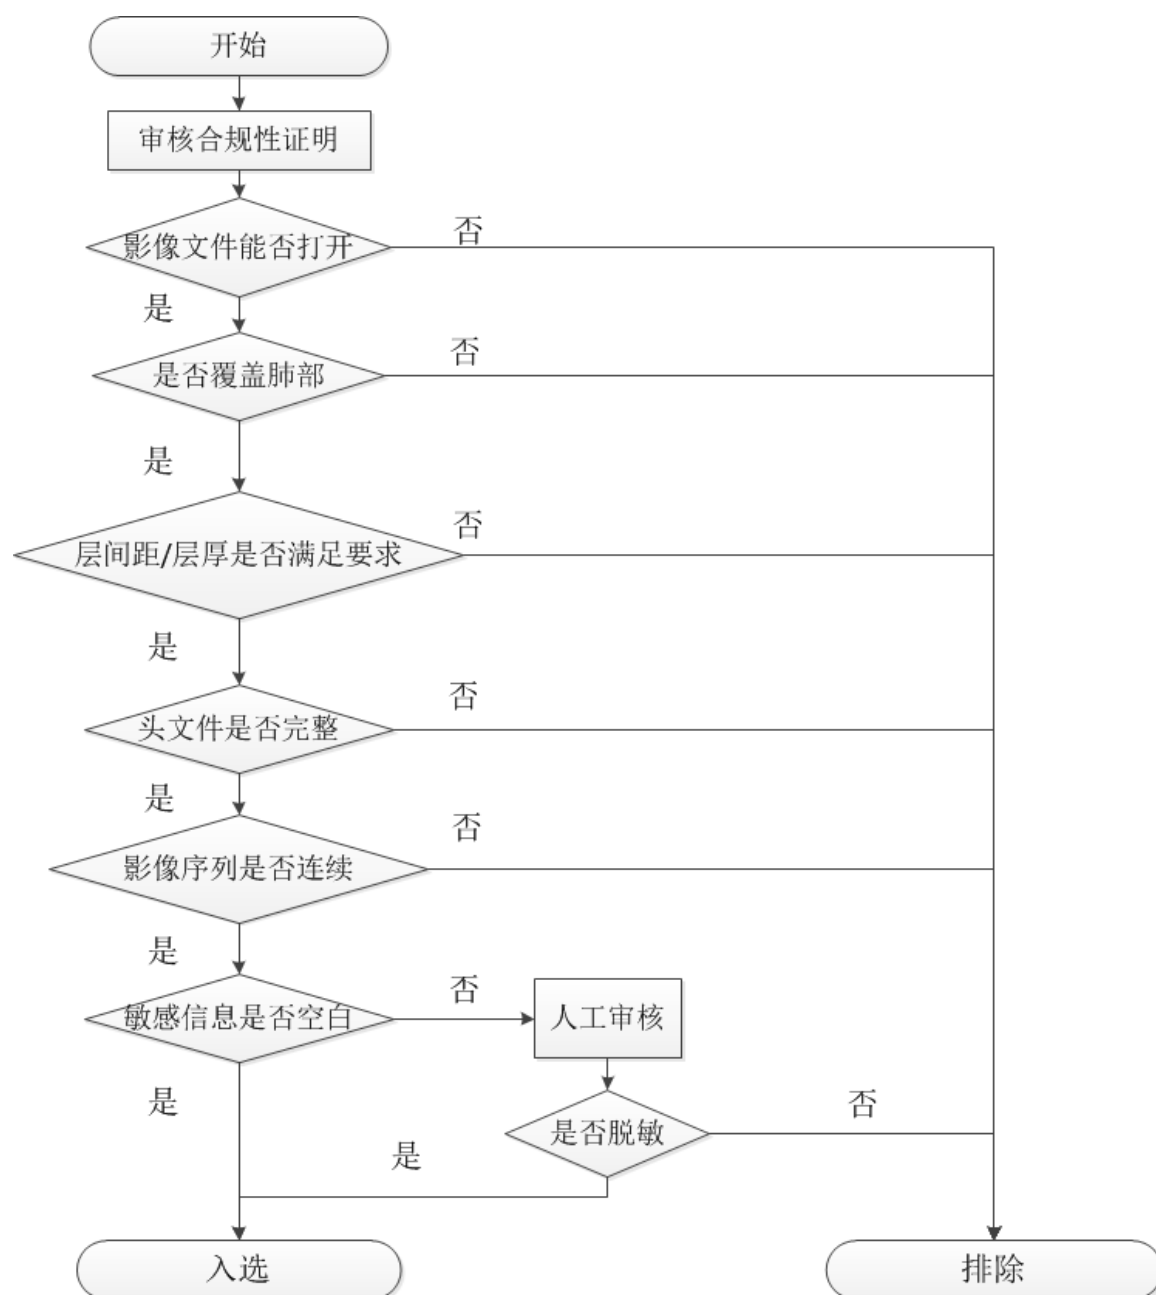 开始
审核合规性证明
影像文件能否打开
否
是
是否覆盖肺部
否
是
层间距/层厚是否满足要求
否
是
头文件是否完整
否
是
影像序列是否连续
否
是
敏感信息是否空白
否
人工审核
是
是否脱敏
否
是
入选
排除